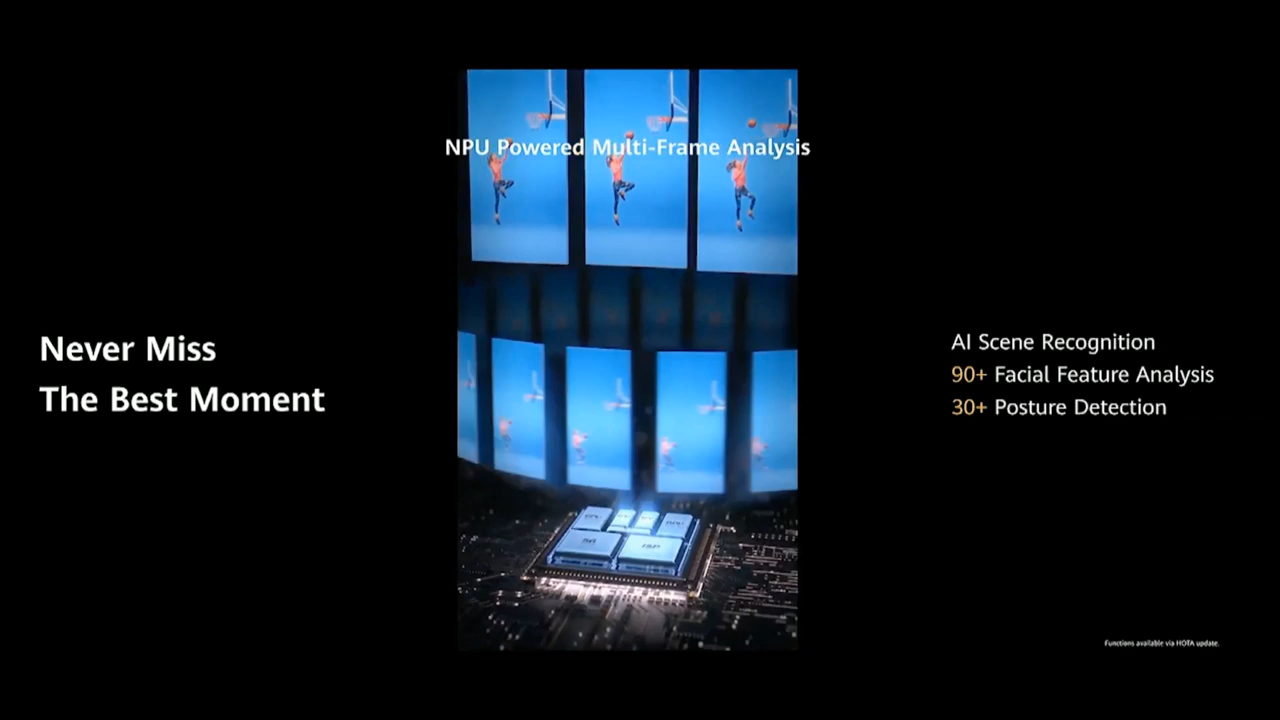 NPU Powered Multi-Frame Analysis
Never Miss
The Best Moment
AI Scene Recognition
90+ Facial Feature Analysis
30+ Posture Detection
ISP
Functions available via HOTA update.